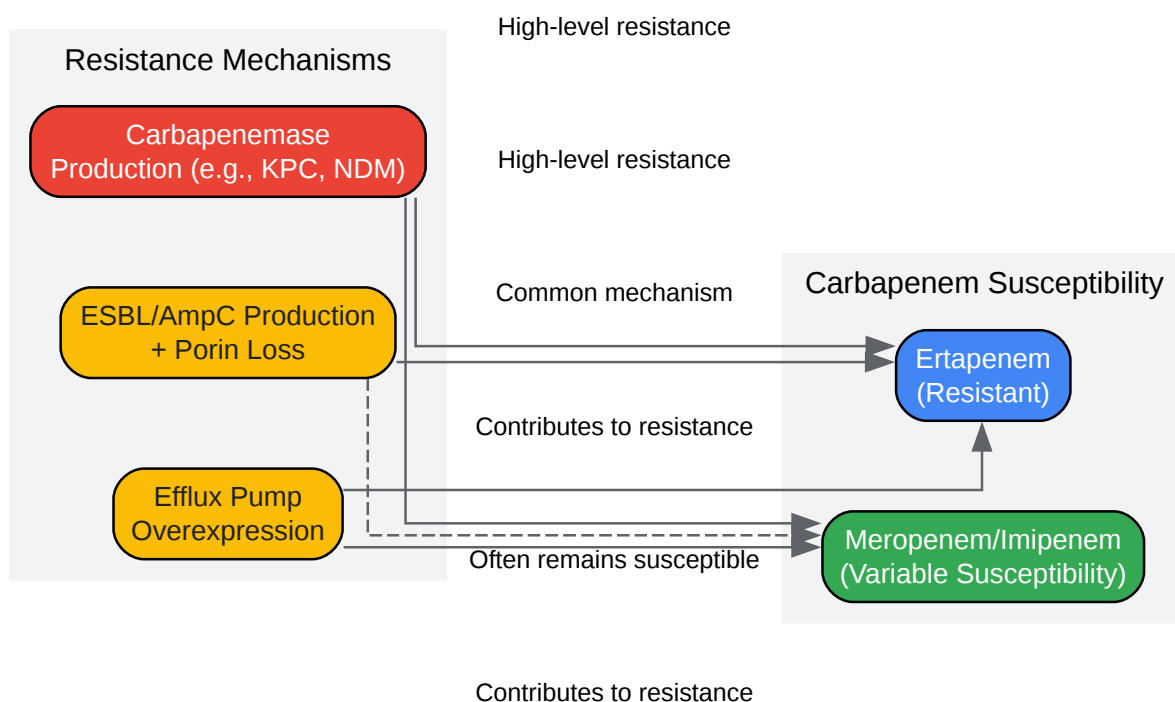 High-level resistance
Resistance Mechanisms
Carbapenemase
Production (e.g., KPC, NDM)
High-level resistance
ESBL/AmpC Production
+ Porin Loss
Common mechanism
Carbapenem Susceptibility
Ertapenem
(Resistant)
Contributes to resistance
Efflux Pump
Overexpression
Often remains susceptible
Meropenem/Imipenem
(Variable Susceptibility)
Contributes to resistance